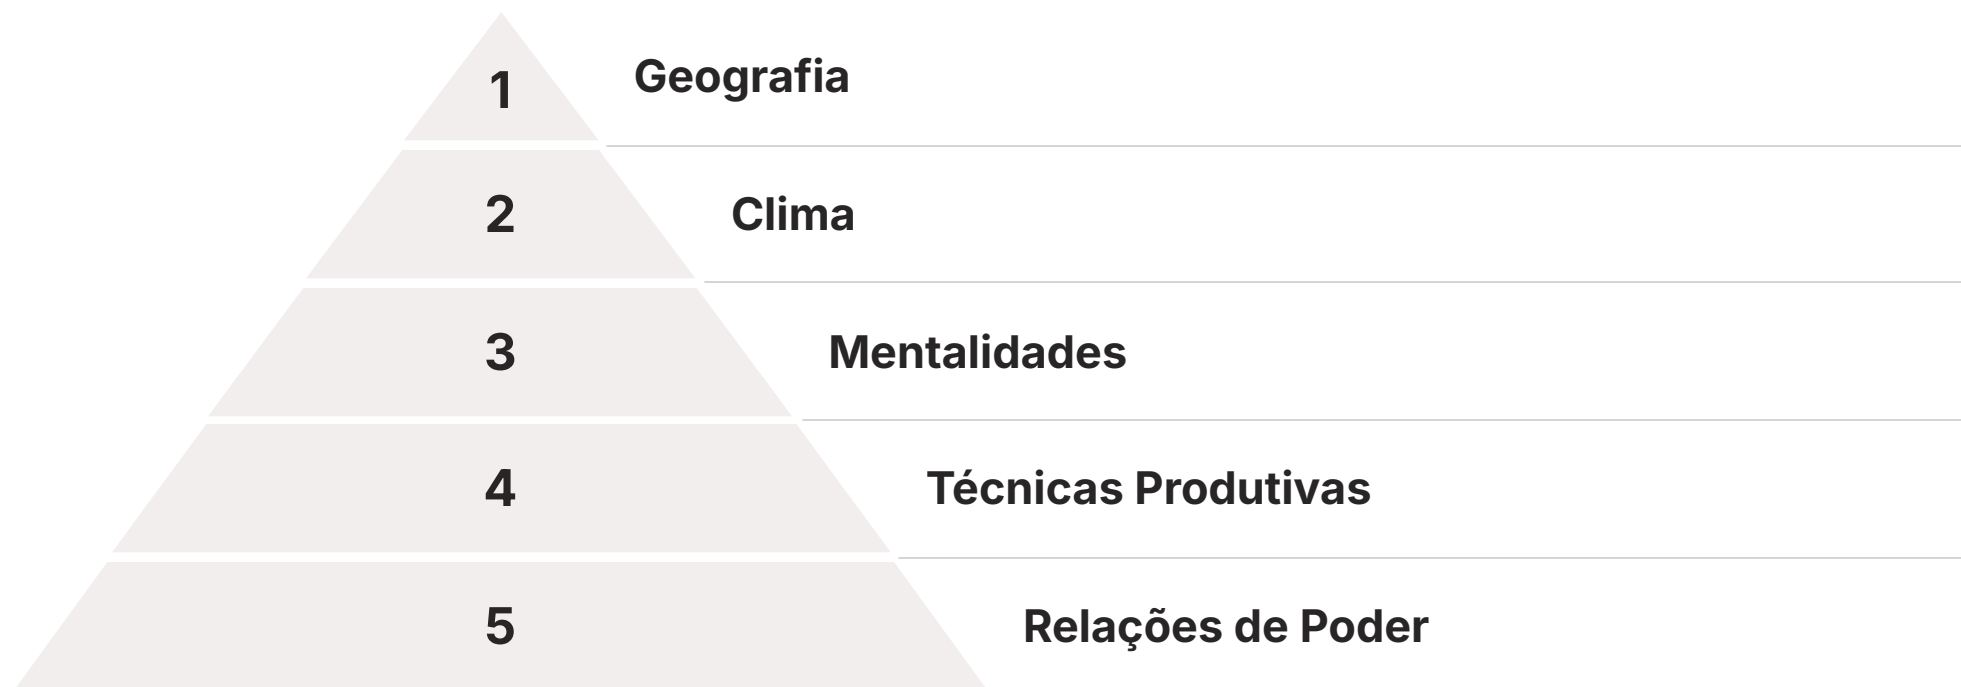 1
Geografia
2
Clima
3
Mentalidades
4
Técnicas Produtivas
5
Relações de Poder